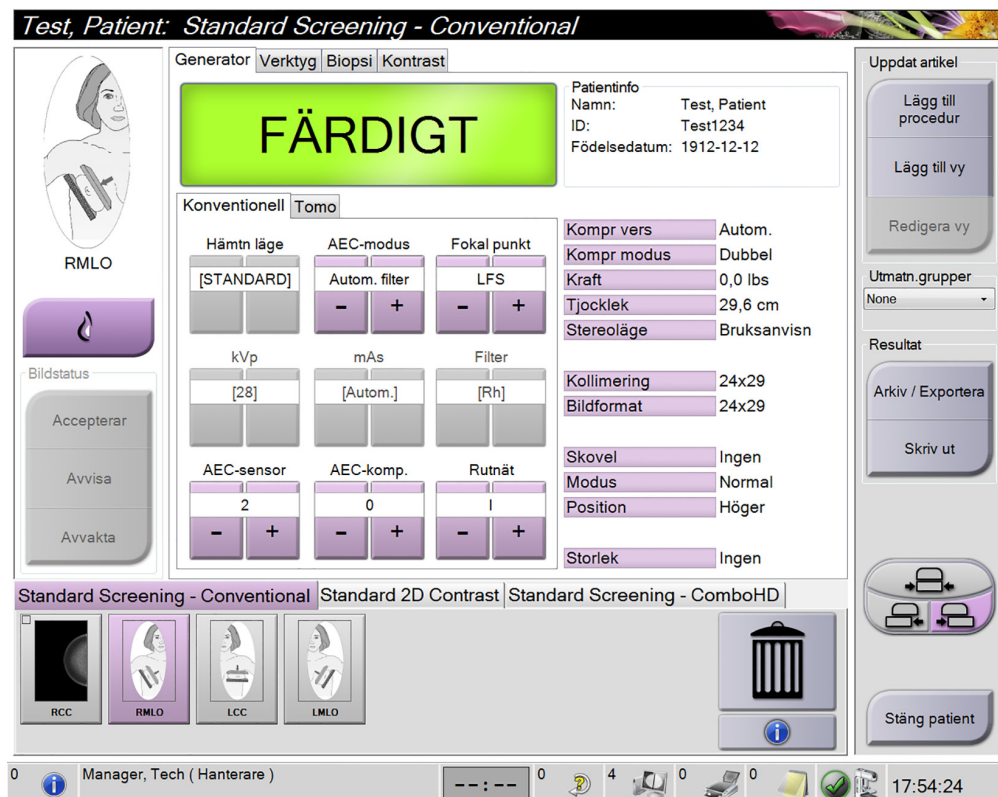 Test, Patient: Standard Screening - Conventional
RMLO
Bildstatus
Accepterar
Avvisa
Avvakta
Generator Verktyg Biopsi Kontrast
FÄRDIGT
Patientinfo
Namn: Test, Patient
ID: Test1234
Födelsedatum: 1912-12-12
Konventionell Tomo
Hämtn läge AEC-modus Fokal punkt
[STANDARD] Autom. filter LFS
- + - +
kVp mAs Filter
[28] [Autom.] [Rh]
AEC-sensor AEC-komp. Rutnät
2 0 I
- + - + - +
Kompr vers Autom.
Kompr modus Dubbel
Kraft 0,0 lbs
Tjocklek 29,6 cm
Stereoläge Bruksanvisn
Kollimering 24x29
Bildformat 24x29
Skovel Ingen
Modus Normal
Position Höger
Storlek Ingen
Uppdat artikel
Lägg till
procedur
Lägg till vy
Redigera vy
Utmatn.grupper
None
Resultat
Arkiv / Exportera
Skriv ut
Stäng patient
Standard Screening - Conventional Standard 2D Contrast Standard Screening - ComboHD
RCC RMLO LCC LMLO
0 Manager, Tech ( Hanterare ) --:-- 0 4 0 0 17:54:24